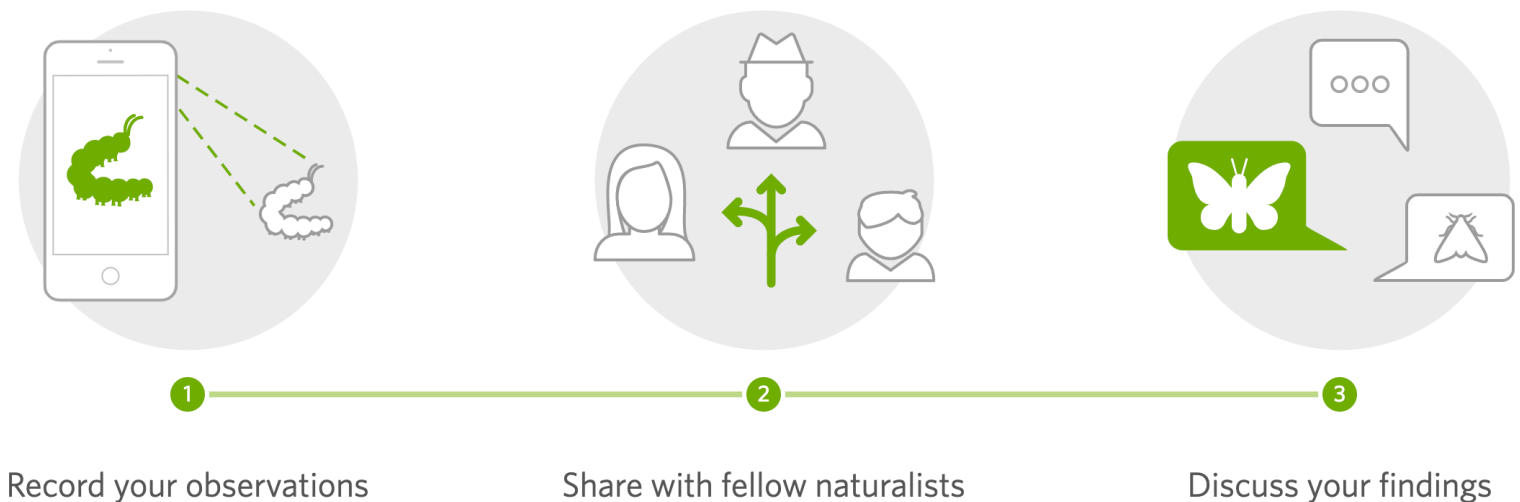 1
2
3
Record your observations
Share with fellow naturalists
Discuss your findings